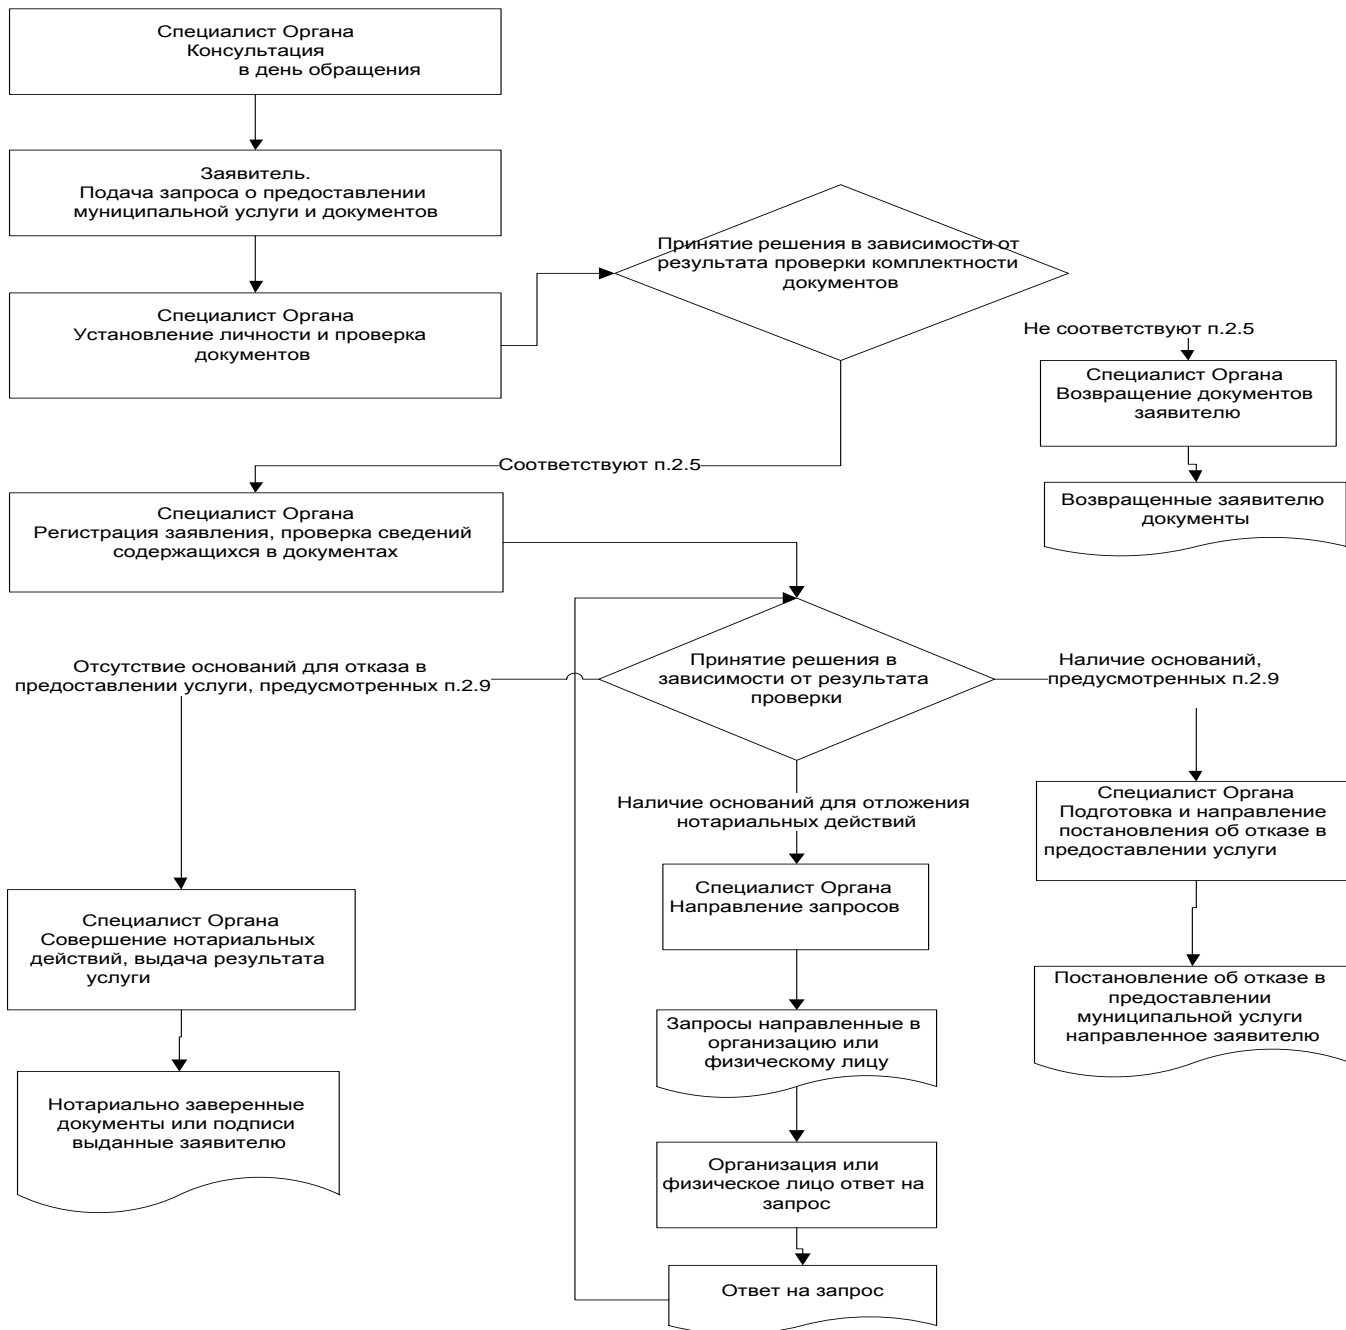 Специалист Органа
Консультация
в день обращения
Заявитель.
Подача запроса о предоставлении
муниципальной услуги и документов
Специалист Органа
Установление личности и проверка
документов
Принятие решения в зависимости от
результата проверки комплектности
документов
Не соответствуют п.2.5
Специалист Органа
Возвращение документов
заявителю
Возвращенные заявителю
документы
Соответствуют п.2.5
Специалист Органа
Регистрация заявления, проверка сведений
содержащихся в документах
Принятие решения в
зависимости от результата
проверки
Отсутствие оснований для отказа в
предоставлении услуги, предусмотренных п.2.9
Наличие оснований,
предусмотренных п.2.9
Наличие оснований для отложения
нотариальных действий
Специалист Органа
Подготовка и направление
постановления об отказе в
предоставлении услуги
Специалист Органа
Направление запросов
Специалист Органа
Совершение нотариальных
действий, выдача результата
услуги
Постановление об отказе в
предоставлении
муниципальной услуги
направленное заявителю
Запросы направленные в
организацию или
физическому лицу
Нотариально заверенные
документы или подписи
выданные заявителю
Организация или
физическое лицо ответ на
запрос
Ответ на запрос